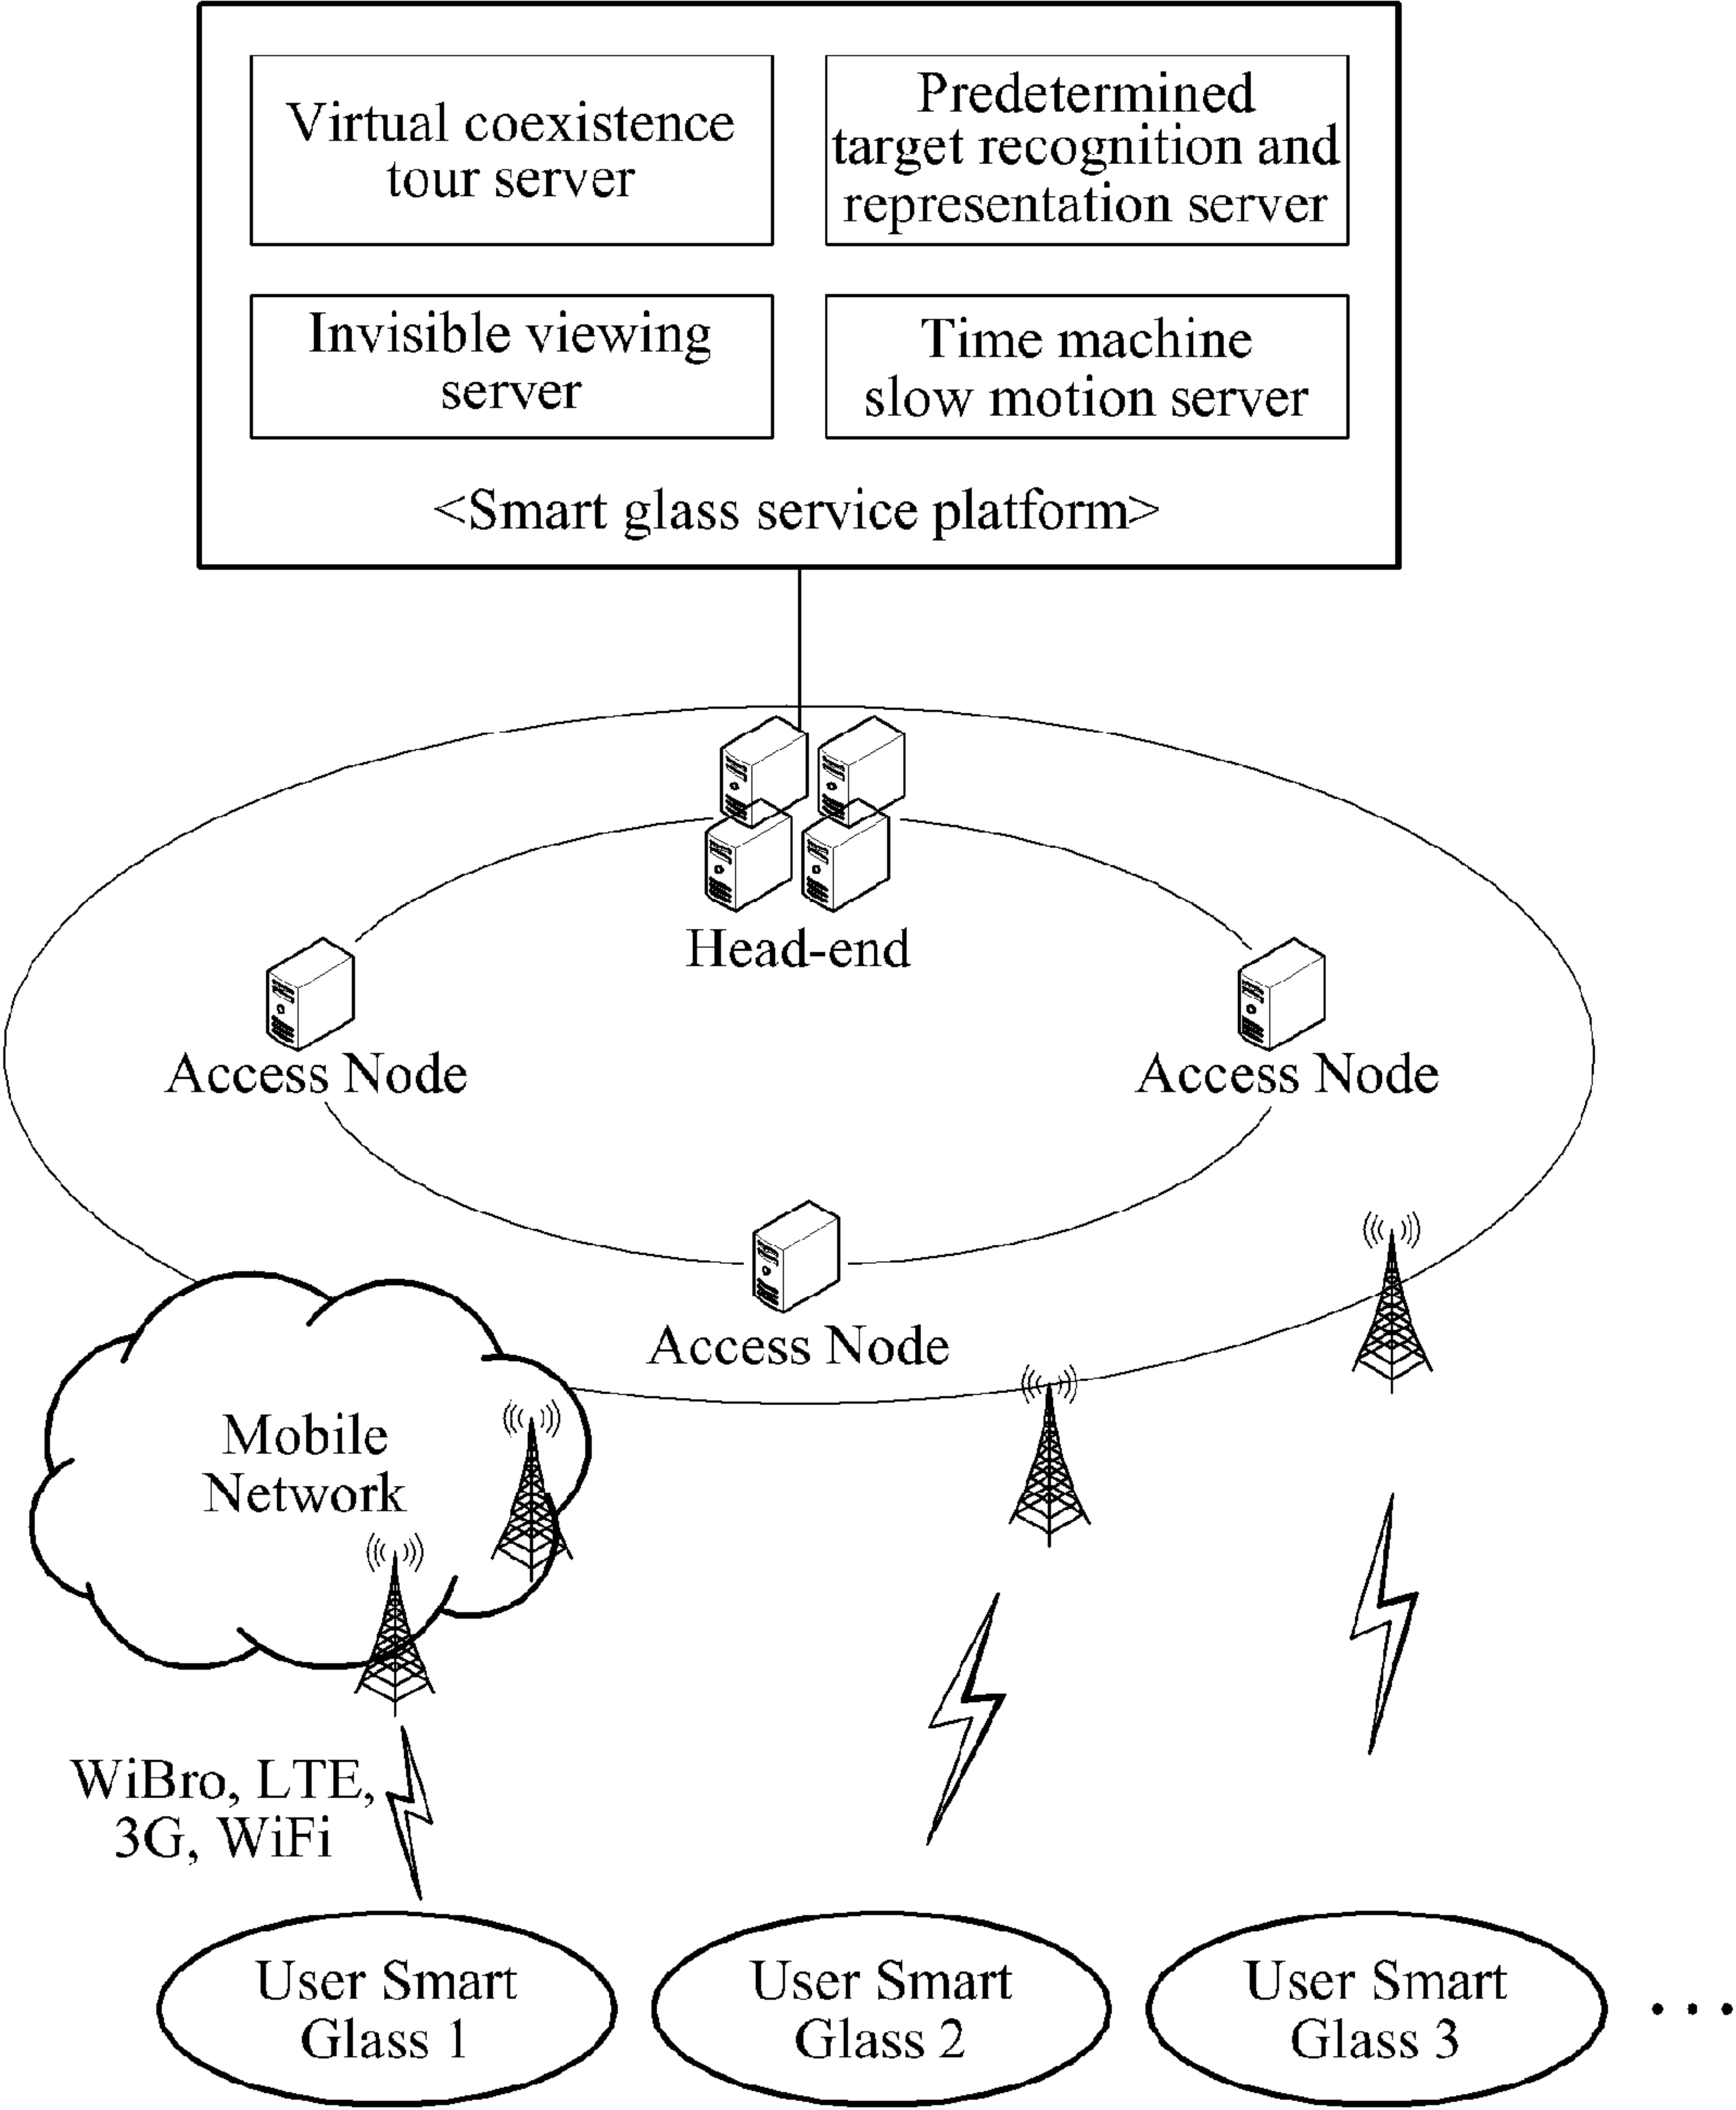 Virtual coexistence
tour server
Predetermined
target recognition and
representation server
Invisible viewing
server
Time machine
slow motion server
<Smart glass service platform>
Head-end
Access Node
Access Node
Access Node
Mobile
Network
WiBro, LTE,
3G, WiFi
User Smart
Glass 1
User Smart
Glass 2
User Smart
Glass 3
...